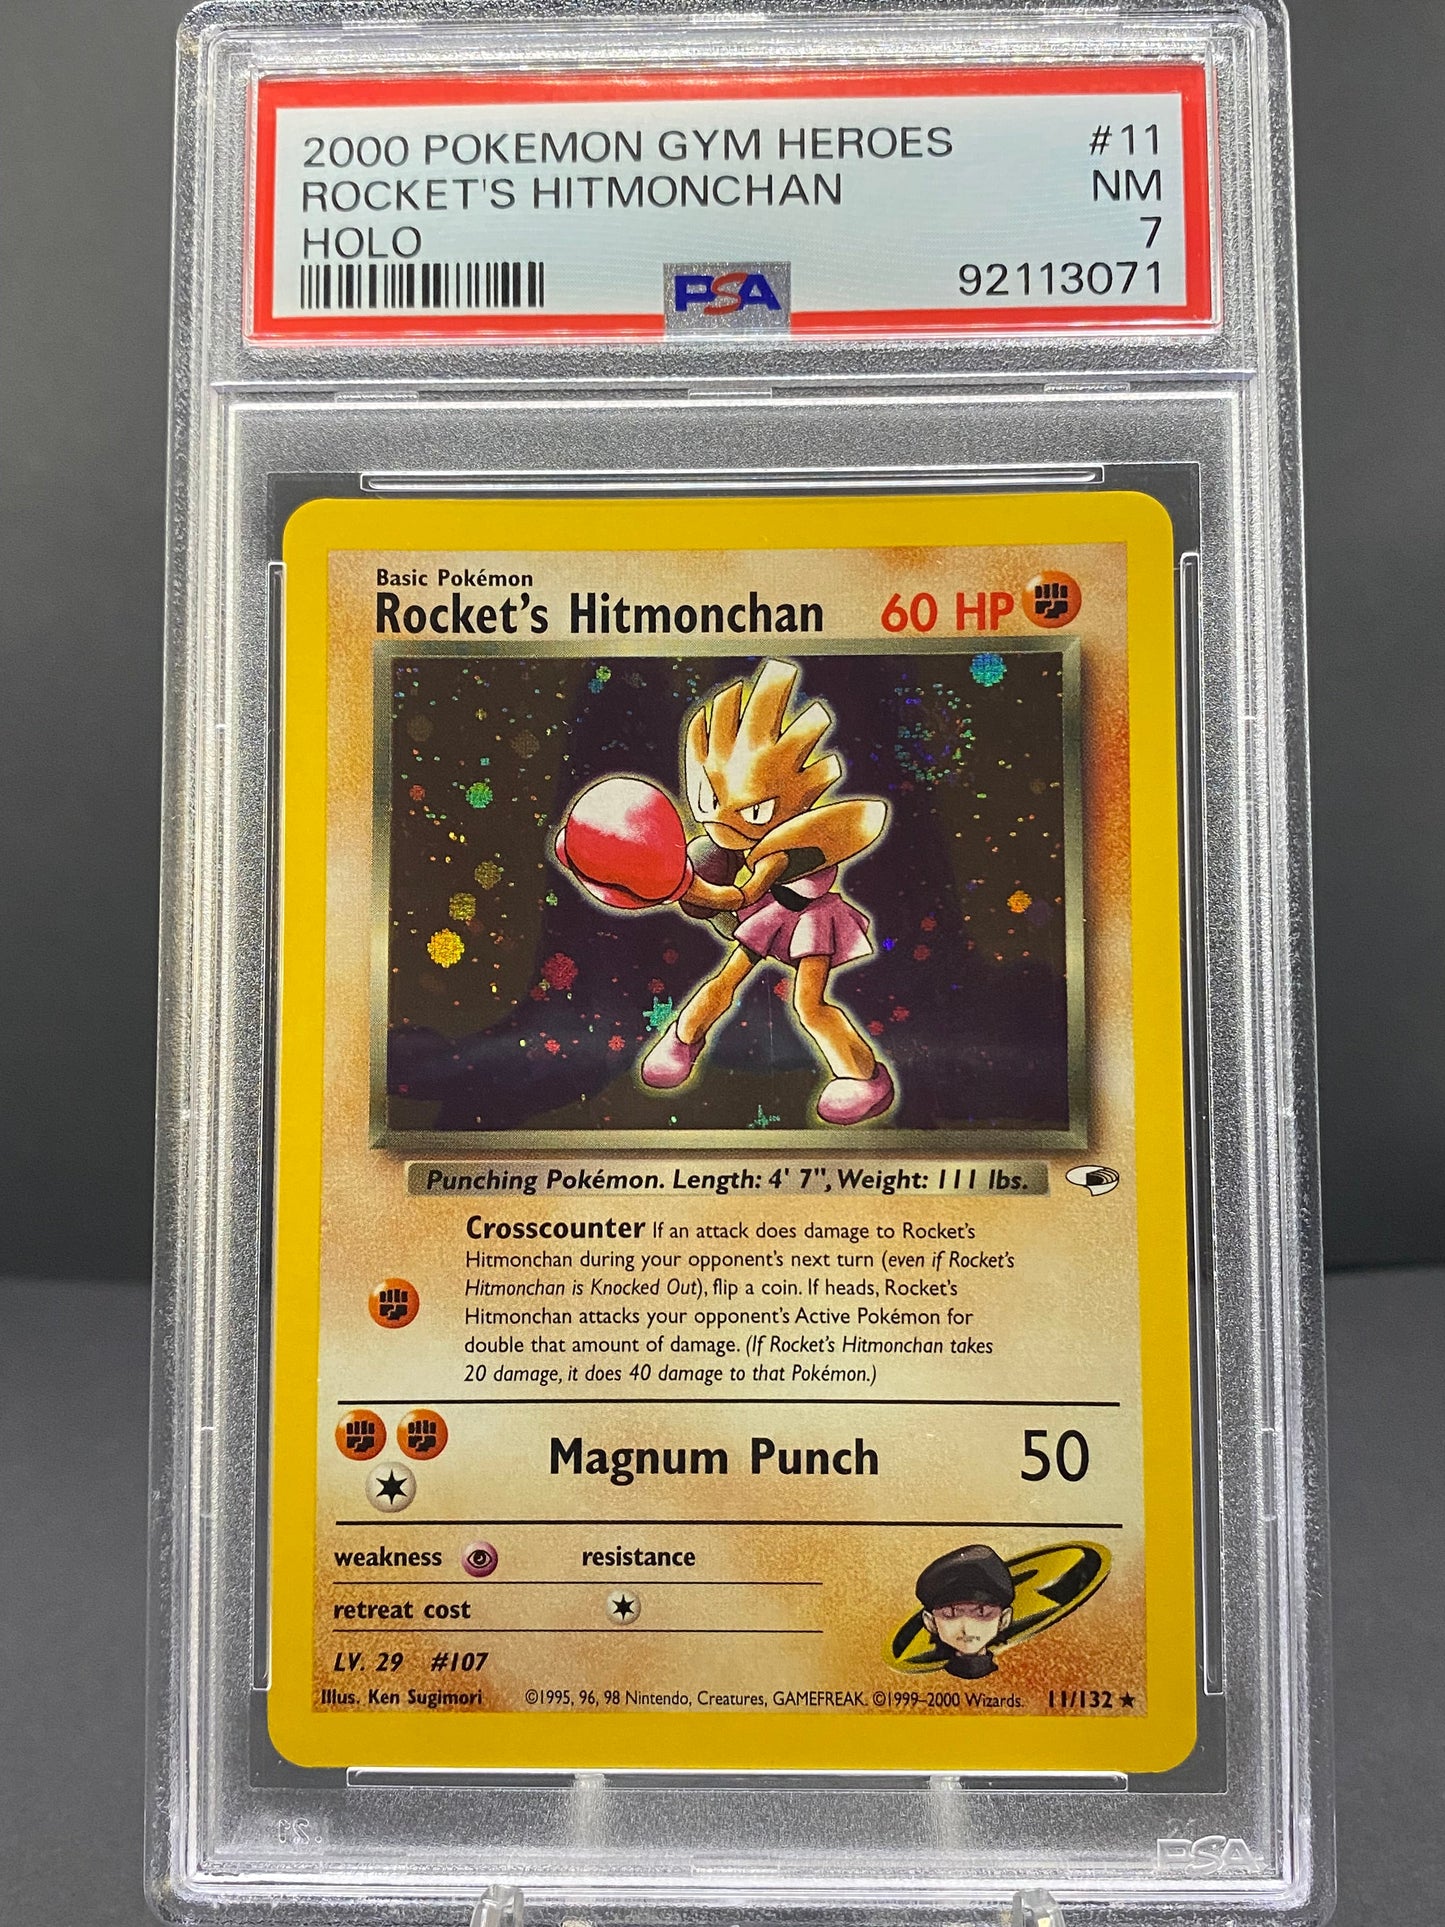 2000 POKEMON GYM HEROES #11
ROCKET'S HITMONCHAN NM
HOLO 7
PSA 92113071
Basic Pokémon
Rocket's Hitmonchan 60 HP
Punching Pokémon. Length: 4' 7", Weight: 111 lbs.
Crosscounter If an attack does damage to Rocket's
Hitmonchan during your opponent's next turn (even if Rocket's
Hitmonchan is Knocked Out), flip a coin. If heads, Rocket's
Hitmonchan attacks your opponent's Active Pokémon for
double that amount of damage. (If Rocket's Hitmonchan takes
20 damage, it does 40 damage to that Pokémon.)
Magnum Punch 50
weakness resistance
retreat cost
LV. 29 #107
Illus. Ken Sugimori ©1995, 96, 98 Nintendo, Creatures, GAMEFREAK. ©1999–2000 Wizards. 11/132 ★
PSA